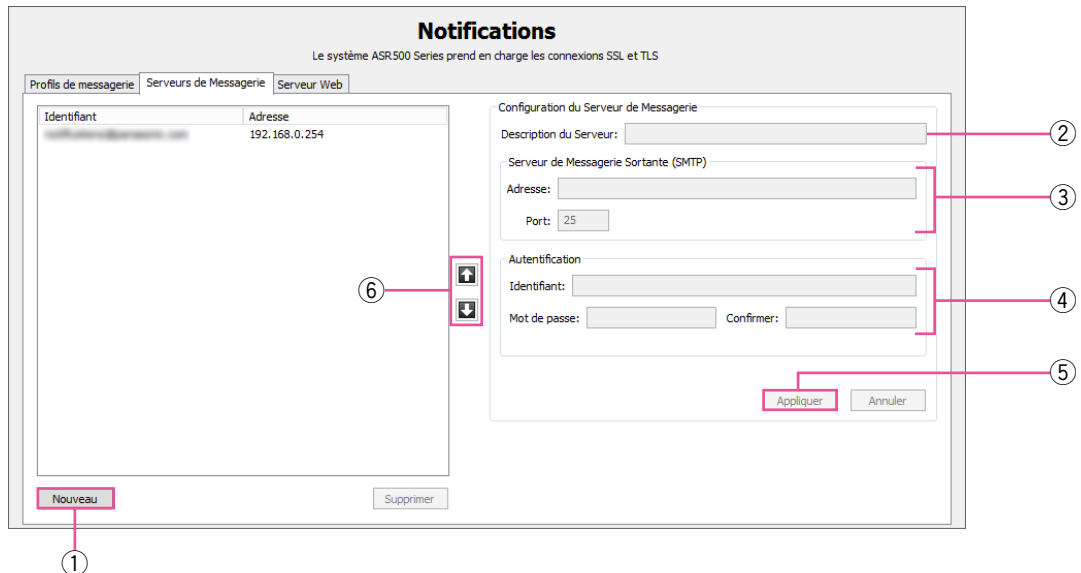 Notifications
Le système ASR500 Series prend en charge les connexions SSL et TLS
Profils de messagerie Serveurs de Messagerie Serveur Web
Identifiant Adresse
192.168.0.254
Configuration du Serveur de Messagerie
Description du Serveur:
②
Serveur de Messagerie Sortante (SMTP)
Adresse:
③
Port: 25
Autentification
⑥
Identifiant:
④
Mot de passe: Confirmer:
⑤
Appliquer Annuler
Nouveau Supprimer
①